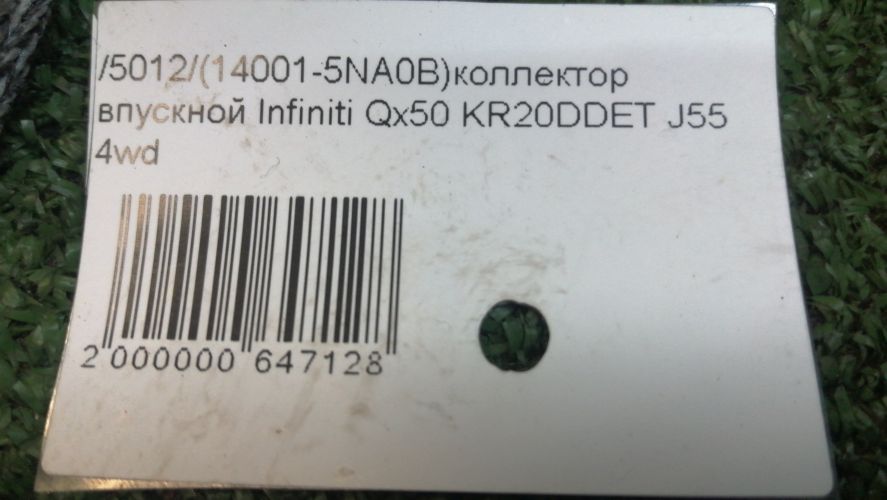 /5012/(14001-5NA0B)коллектор
впускной Infiniti Qx50 KR20DDET J55
4wd
2 000000 647128